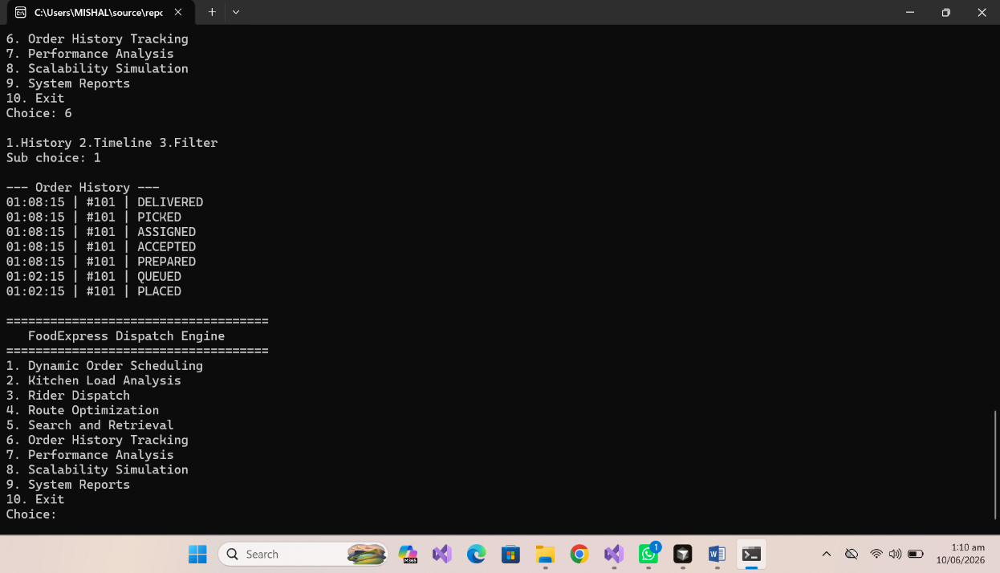 C:\Users\MISHAL\source\repc
6. Order History Tracking
7. Performance Analysis
8. Scalability Simulation
9. System Reports
10. Exit
Choice: 6
1.History 2.Timeline 3.Filter
Sub choice: 1
--- Order History ---
01:08:15 | #101 | DELIVERED
01:08:15 | #101 | PICKED
01:08:15 | #101 | ASSIGNED
01:08:15 | #101 | ACCEPTED
01:08:15 | #101 | PREPARED
01:02:15 | #101 | QUEUED
01:02:15 | #101 | PLACED
====================================
FoodExpress Dispatch Engine
====================================
1. Dynamic Order Scheduling
2. Kitchen Load Analysis
3. Rider Dispatch
4. Route Optimization
5. Search and Retrieval
6. Order History Tracking
7. Performance Analysis
8. Scalability Simulation
9. System Reports
10. Exit
Choice:
Search
M365
1
1:10 am
10/06/2026